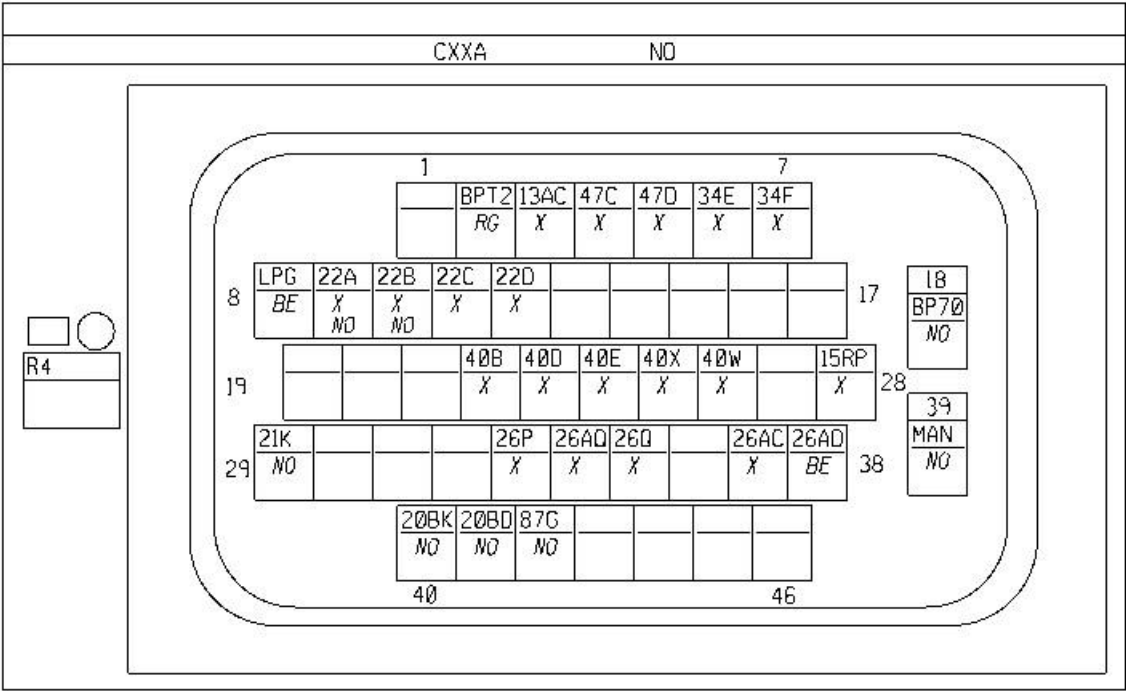 CXXA NO
1 7
BPT2 13AC 47C 47D 34E 34F
RG X X X X X
8 LPG 22A 22B 22C 22D 17
BE X X X X
NO NO
18
BP70
NO
R4
19 40B 40D 40E 40X 40W 15RP 28
X X X X X X
39
MAN
NO
29 21K 26P 26AQ 26Q 26AC 26AD 38
NO X X X X BE
20BK 20BD 87G
NO NO NO
40 46